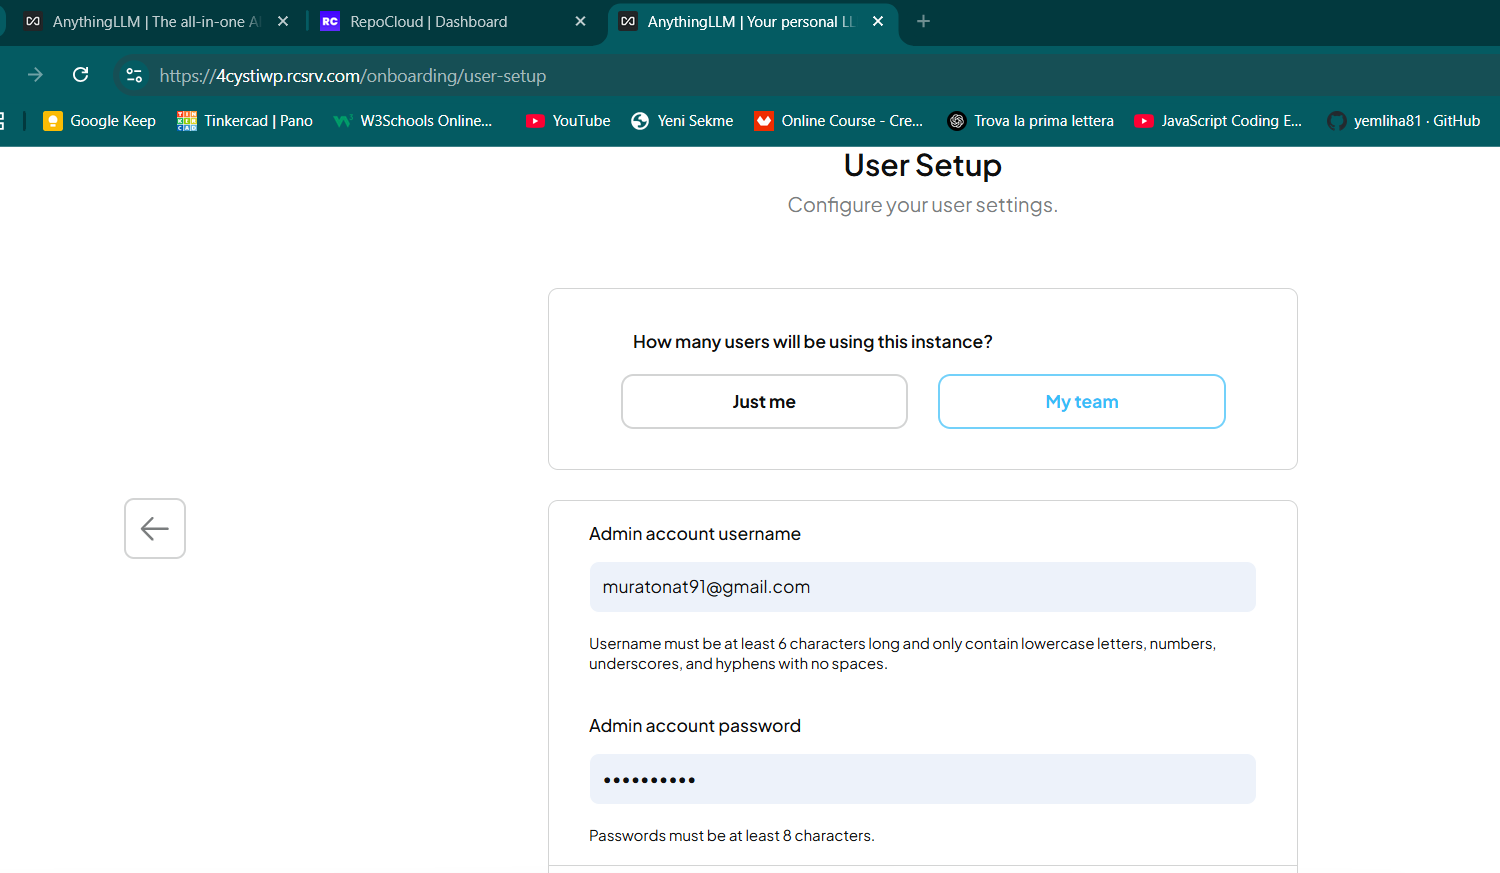 AnythingLLM | The all-in-one AI
RC RepoCloud | Dashboard
AnythingLLM | Your personal LL
https://4cystiwp.rcsrv.com/onboarding/user-setup
Google Keep
Tinkercad | Pano
W3Schools Online...
YouTube
Yeni Sekme
Online Course - Cre...
Trova la prima lettera
JavaScript Coding E...
yemliha81 · GitHub
User Setup
Configure your user settings.
How many users will be using this instance?
Just me
My team
Admin account username
muratonat91@gmail.com
Username must be at least 6 characters long and only contain lowercase letters, numbers,
underscores, and hyphens with no spaces.
Admin account password
••••••••••
Passwords must be at least 8 characters.